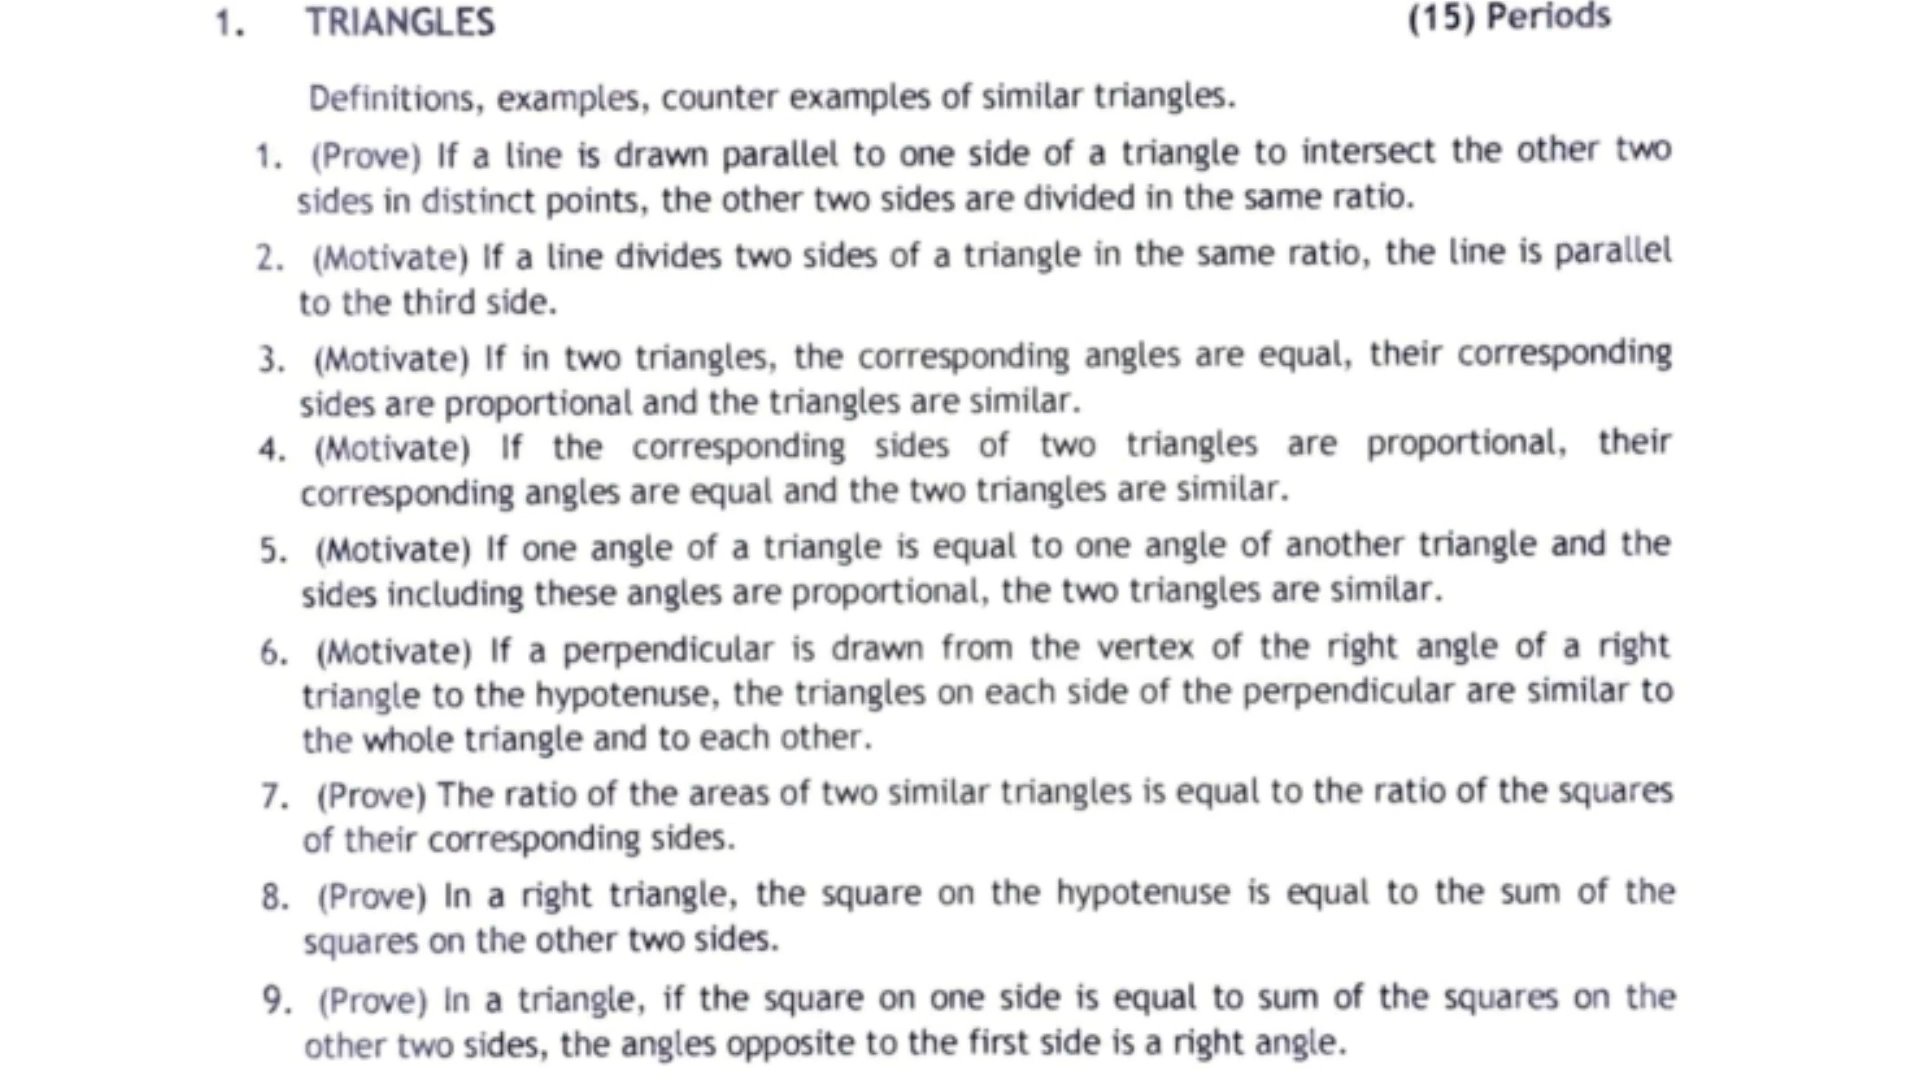 1. TRIANGLES (15) Periods
Definitions, examples, counter examples of similar triangles.
1. (Prove) If a line is drawn parallel to one side of a triangle to intersect the other two
sides in distinct points, the other two sides are divided in the same ratio.
2. (Motivate) If a line divides two sides of a triangle in the same ratio, the line is parallel
to the third side.
3. (Motivate) If in two triangles, the corresponding angles are equal, their corresponding
sides are proportional and the triangles are similar.
4. (Motivate) If the corresponding sides of two triangles are proportional, their
corresponding angles are equal and the two triangles are similar.
5. (Motivate) If one angle of a triangle is equal to one angle of another triangle and the
sides including these angles are proportional, the two triangles are similar.
6. (Motivate) If a perpendicular is drawn from the vertex of the right angle of a right
triangle to the hypotenuse, the triangles on each side of the perpendicular are similar to
the whole triangle and to each other.
7. (Prove) The ratio of the areas of two similar triangles is equal to the ratio of the squares
of their corresponding sides.
8. (Prove) In a right triangle, the square on the hypotenuse is equal to the sum of the
squares on the other two sides.
9. (Prove) In a triangle, if the square on one side is equal to sum of the squares on the
other two sides, the angles opposite to the first side is a right angle.